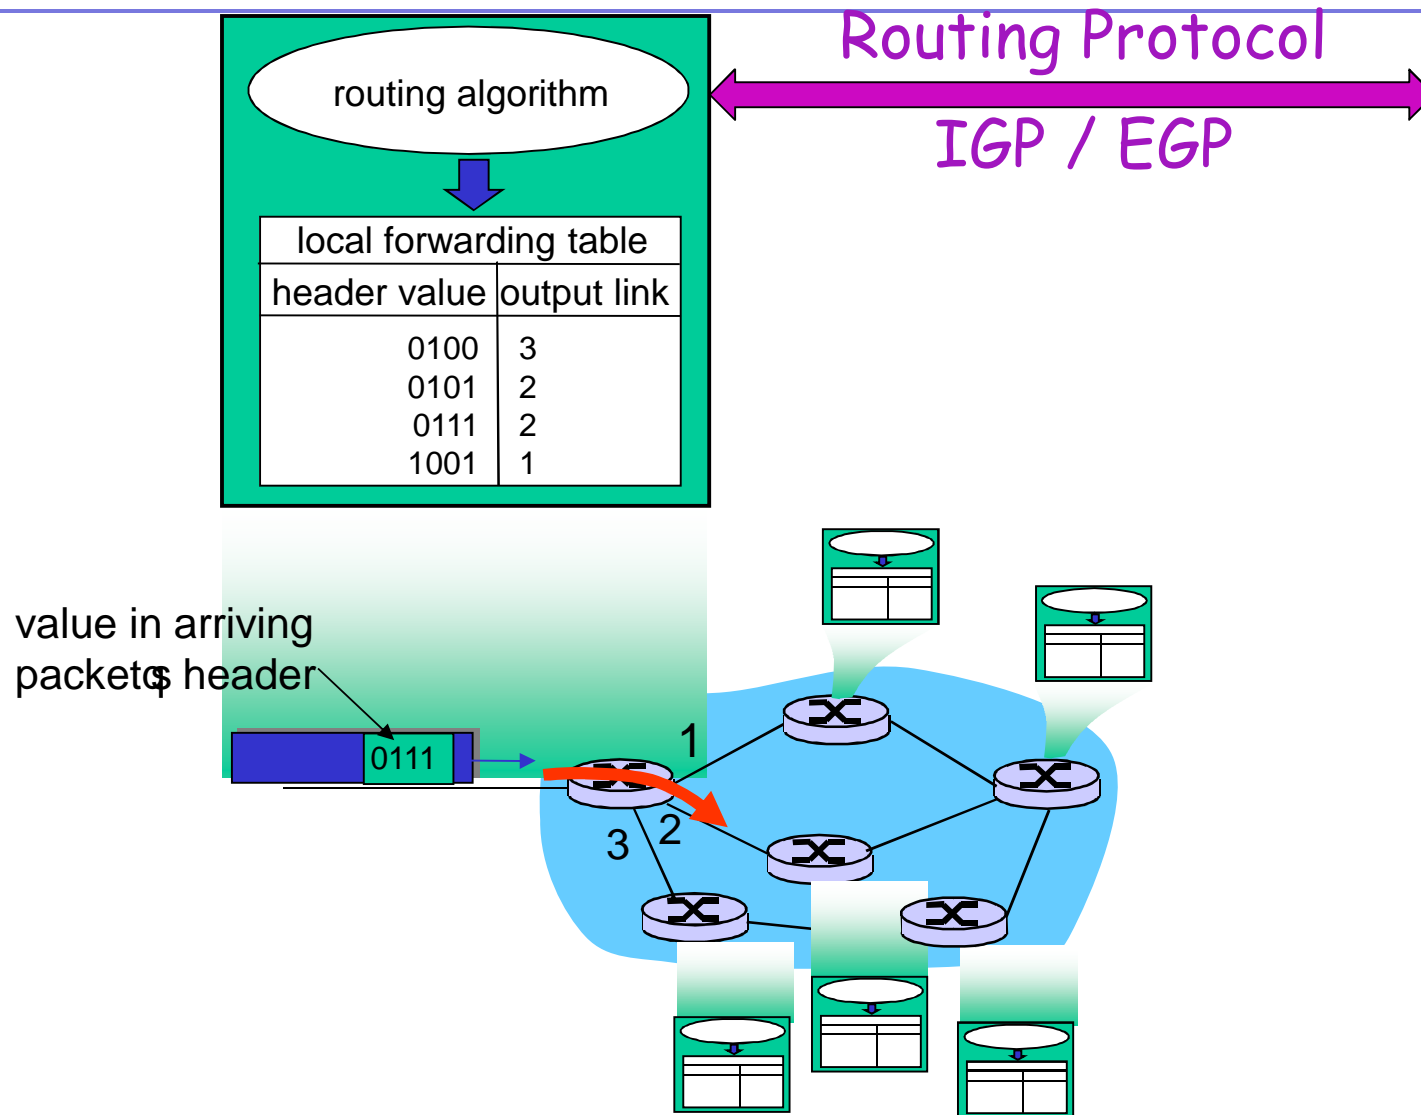 Routing Protocol
routing algorithm
IGP / EGP
local forwarding table
header value output link
0100 3
0101 2
0111 2
1001 1
value in arriving
packet's header
0111
1
2
3